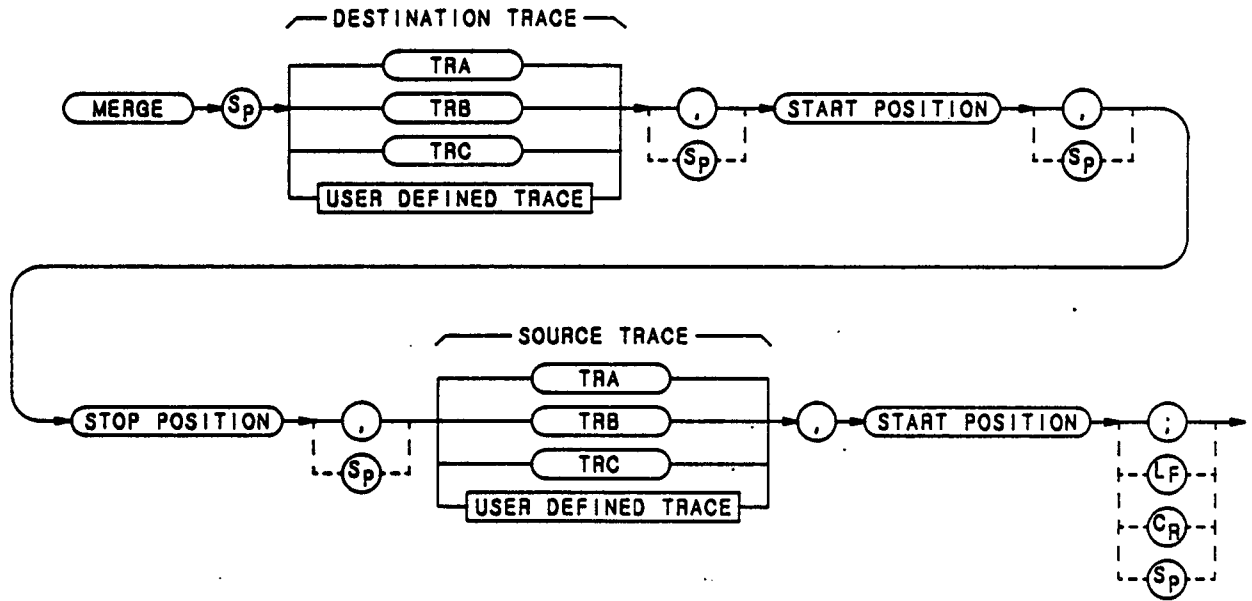 DESTINATION TRACE
TRA
MERGE Sp TRB , START POSITION ,
TRC Sp Sp
USER DEFINED TRACE
SOURCE TRACE
TRA
STOP POSITION , TRB , START POSITION ;
Sp TRC LF
USER DEFINED TRACE
CR
Sp